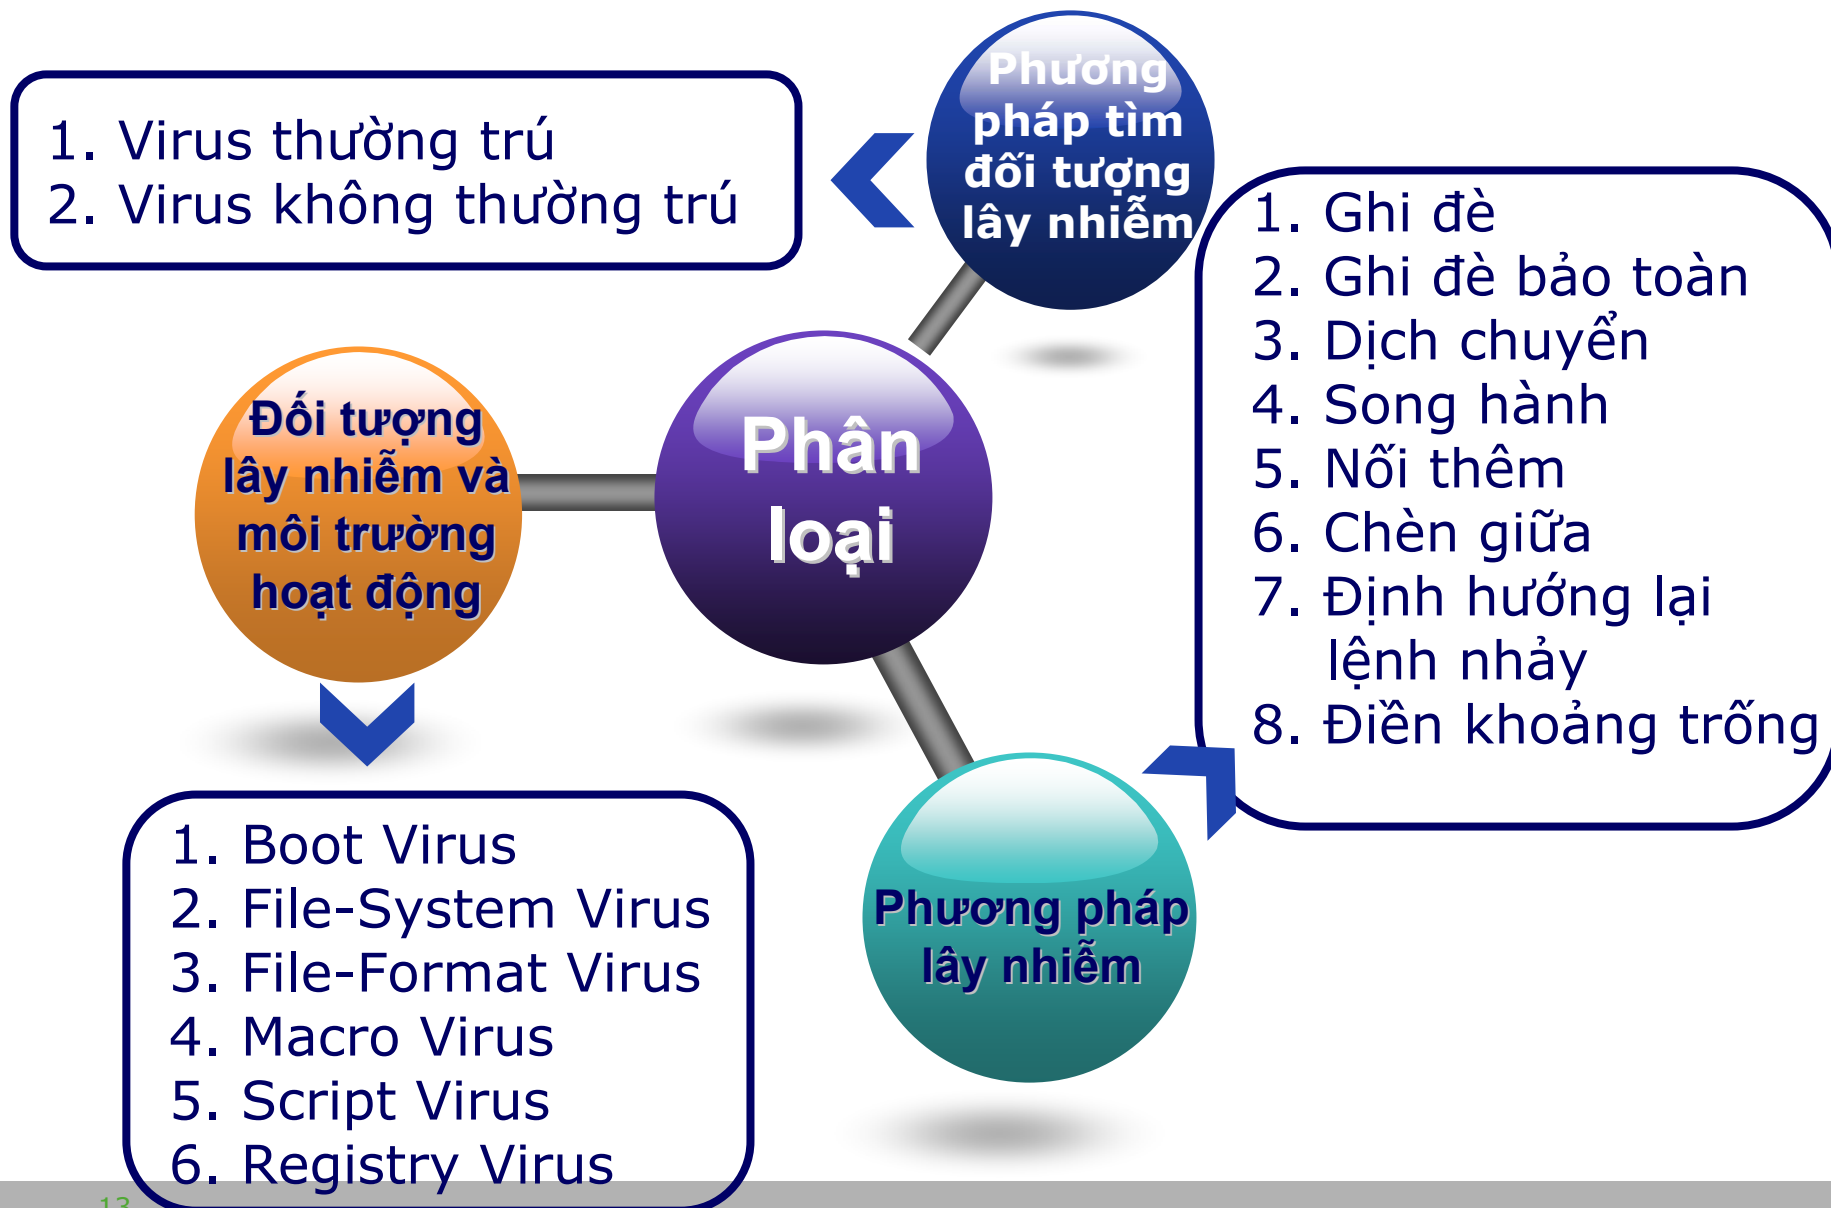 Phương
pháp tìm
đối tượng
lây nhiễm
1. Virus thường trú
2. Virus không thường trú
1. Ghi đè
2. Ghi đè bảo toàn
3. Dịch chuyển
4. Song hành
5. Nối thêm
6. Chèn giữa
7. Định hướng lại
lệnh nhảy
8. Điền khoảng trống
Đối tượng
lây nhiễm và
môi trường
hoạt động
Phân
loại
1. Boot Virus
2. File-System Virus
3. File-Format Virus
4. Macro Virus
5. Script Virus
6. Registry Virus
Phương pháp
lây nhiễm
13